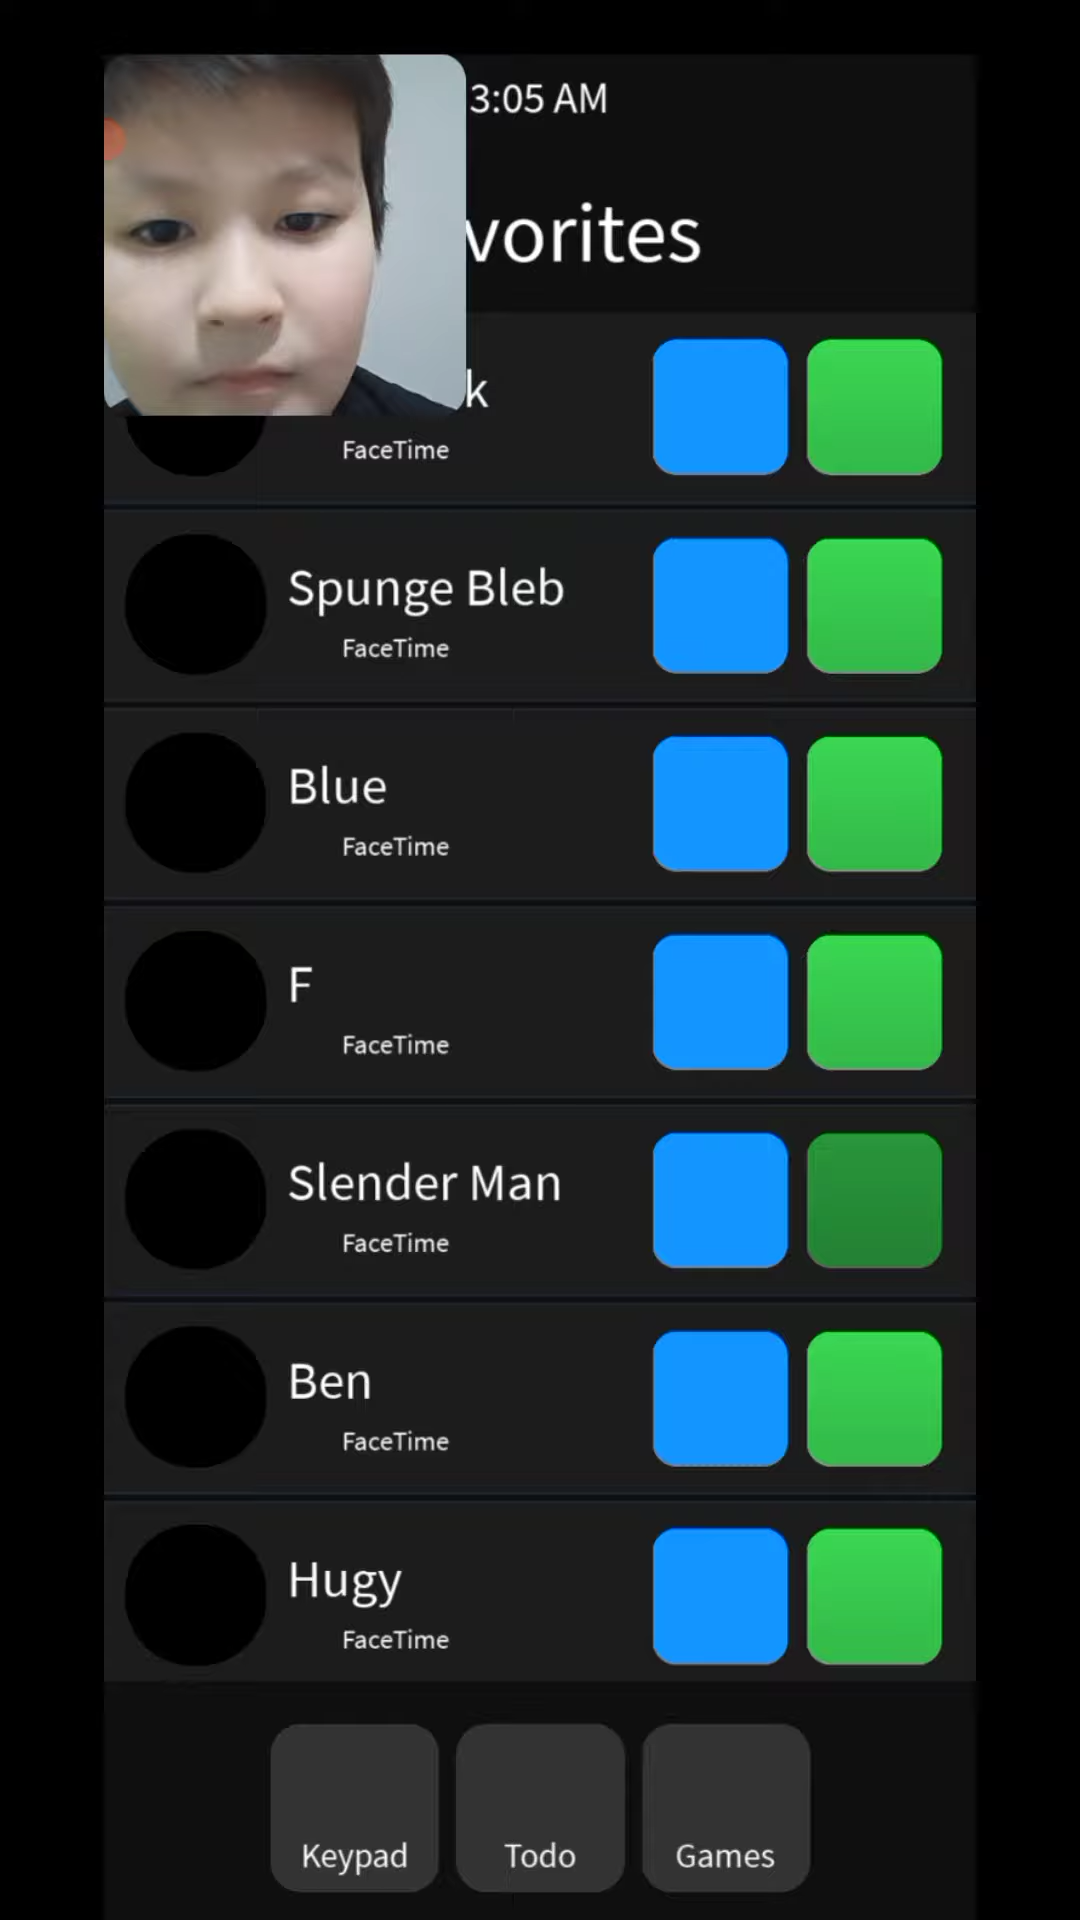 3:05 AM
vorites
k
FaceTime
Spunge Bleb
FaceTime
Blue
FaceTime
F
FaceTime
Slender Man
FaceTime
Ben
FaceTime
Hugy
FaceTime
Keypad
Todo
Games